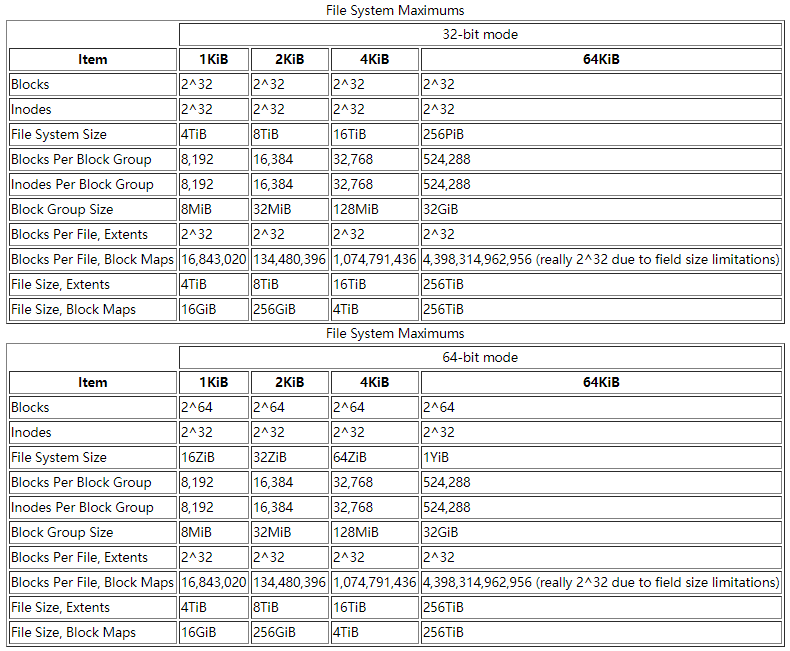 File System Maximums
32-bit mode
Item 1KiB 2KiB 4KiB 64KiB
Blocks 2^32 2^32 2^32 2^32
Inodes 2^32 2^32 2^32 2^32
File System Size 4TiB 8TiB 16TiB 256PiB
Blocks Per Block Group 8,192 16,384 32,768 524,288
Inodes Per Block Group 8,192 16,384 32,768 524,288
Block Group Size 8MiB 32MiB 128MiB 32GiB
Blocks Per File, Extents 2^32 2^32 2^32 2^32
Blocks Per File, Block Maps 16,843,020 134,480,396 1,074,791,436 4,398,314,962,956 (really 2^32 due to field size limitations)
File Size, Extents 4TiB 8TiB 16TiB 256TiB
File Size, Block Maps 16GiB 256GiB 4TiB 256TiB
File System Maximums
64-bit mode
Item 1KiB 2KiB 4KiB 64KiB
Blocks 2^64 2^64 2^64 2^64
Inodes 2^32 2^32 2^32 2^32
File System Size 16ZiB 32ZiB 64ZiB 1YiB
Blocks Per Block Group 8,192 16,384 32,768 524,288
Inodes Per Block Group 8,192 16,384 32,768 524,288
Block Group Size 8MiB 32MiB 128MiB 32GiB
Blocks Per File, Extents 2^32 2^32 2^32 2^32
Blocks Per File, Block Maps 16,843,020 134,480,396 1,074,791,436 4,398,314,962,956 (really 2^32 due to field size limitations)
File Size, Extents 4TiB 8TiB 16TiB 256TiB
File Size, Block Maps 16GiB 256GiB 4TiB 256TiB